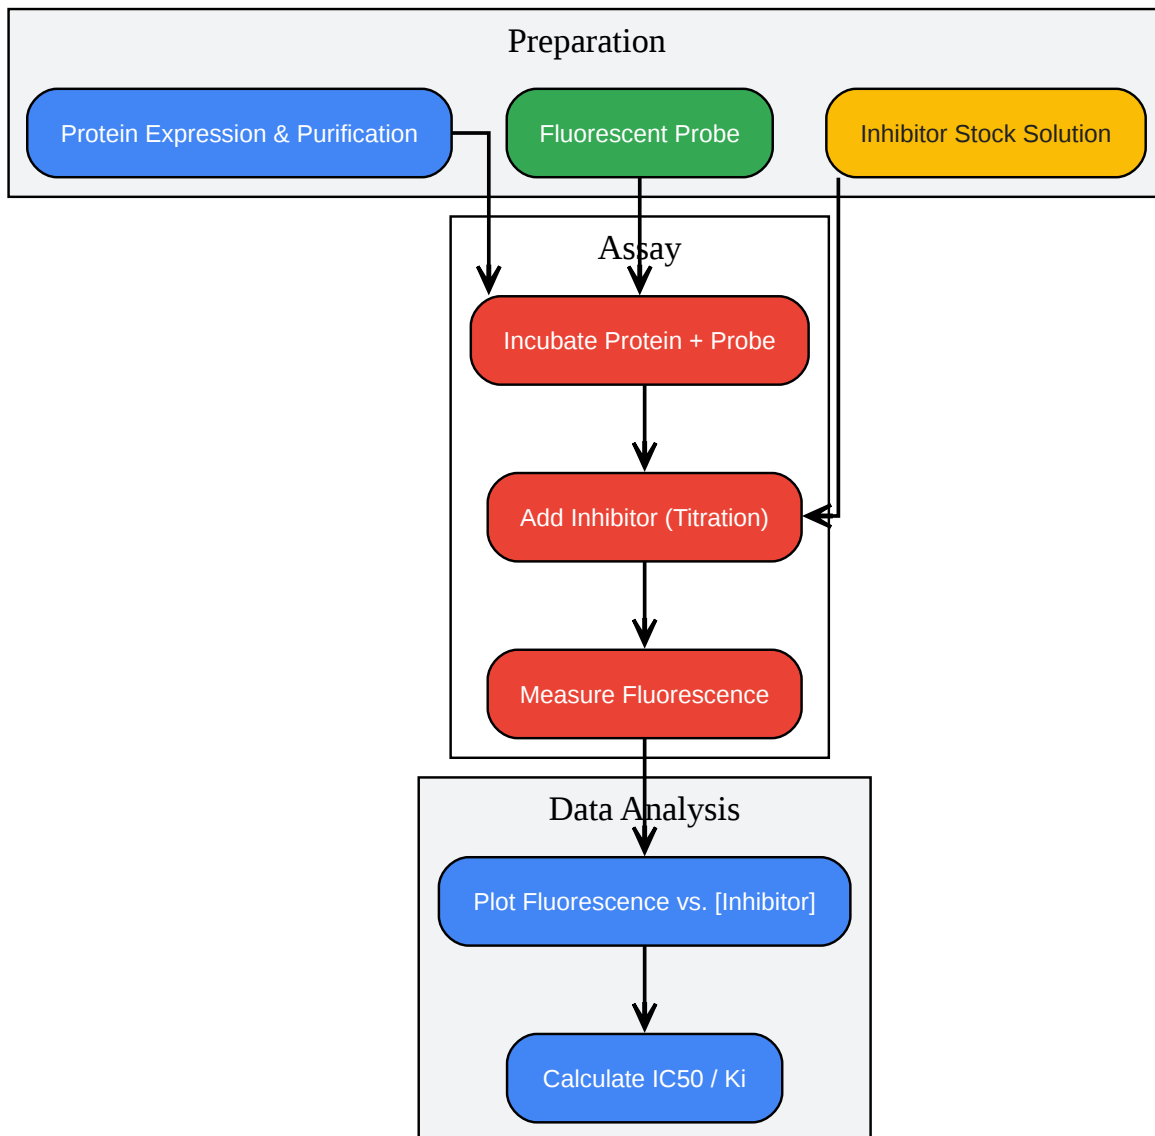 Preparation
Protein Expression & Purification
Fluorescent Probe
Inhibitor Stock Solution
Assay
Incubate Protein + Probe
Add Inhibitor (Titration)
Measure Fluorescence
Data Analysis
Plot Fluorescence vs. [Inhibitor]
Calculate IC50 / Ki